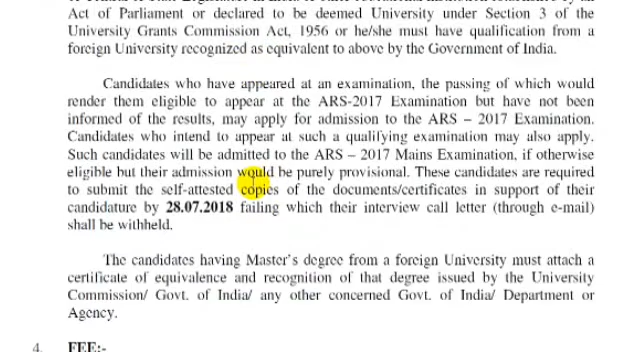 Act of Parliament or declared to be deemed University under Section 3 of the
University Grants Commission Act, 1956 or he/she must have qualification from a
foreign University recognized as equivalent to above by the Government of India.
Candidates who have appeared at an examination, the passing of which would
render them eligible to appear at the ARS-2017 Examination but have not been
informed of the results, may apply for admission to the ARS – 2017 Examination.
Candidates who intend to appear at such a qualifying examination may also apply.
Such candidates will be admitted to the ARS – 2017 Mains Examination, if otherwise
eligible but their admission would be purely provisional. These candidates are required
to submit the self-attested copies of the documents/certificates in support of their
candidature by 28.07.2018 failing which their interview call letter (through e-mail)
shall be withheld.
The candidates having Master's degree from a foreign University must attach a
certificate of equivalence and recognition of that degree issued by the University
Commission/ Govt. of India/ any other concerned Govt. of India/ Department or
Agency.
4. FEE:-